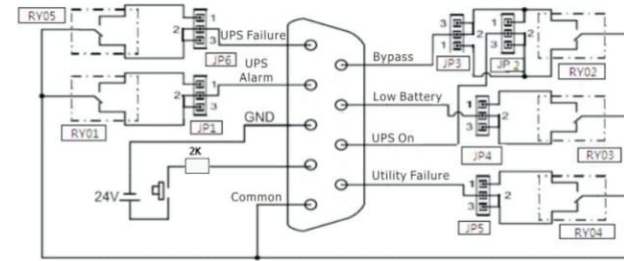 RY05
1
2
3
JP6
UPS Failure
RY01
1
2
3
JP1
UPS
Alarm
GND
2K
24V
Common
Bypass
Low Battery
UPS On
Utility Failure
3
2
1
JP3
1
2
3
JP 2
RY02
1
2
3
JP4
RY03
1
2
3
JP5
RY04